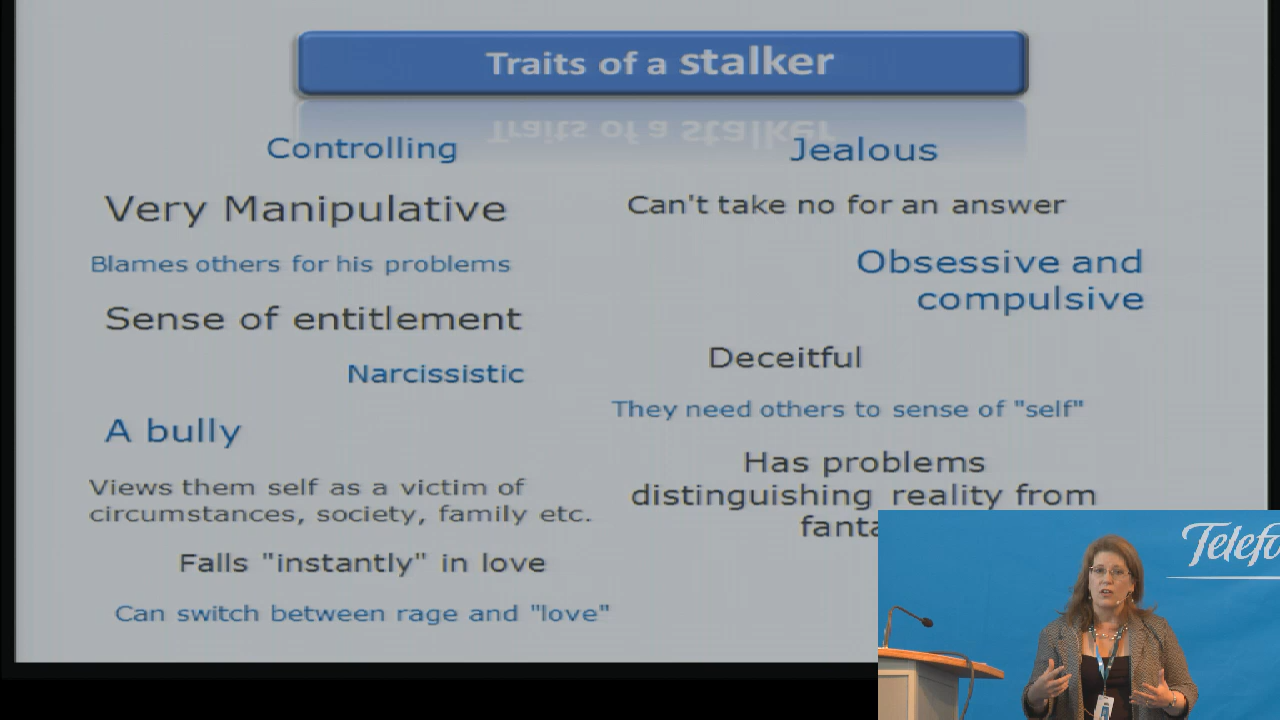 Traits of a stalker
Controlling
Very Manipulative
Blames others for his problems
Sense of entitlement
Narcissistic
A bully
Views them self as a victim of
circumstances, society, family etc.
Falls "instantly" in love
Can switch between rage and "love"
Jealous
Can't take no for an answer
Obsessive and
compulsive
Deceitful
They need others to sense of "self"
Has problems
distinguishing reality from